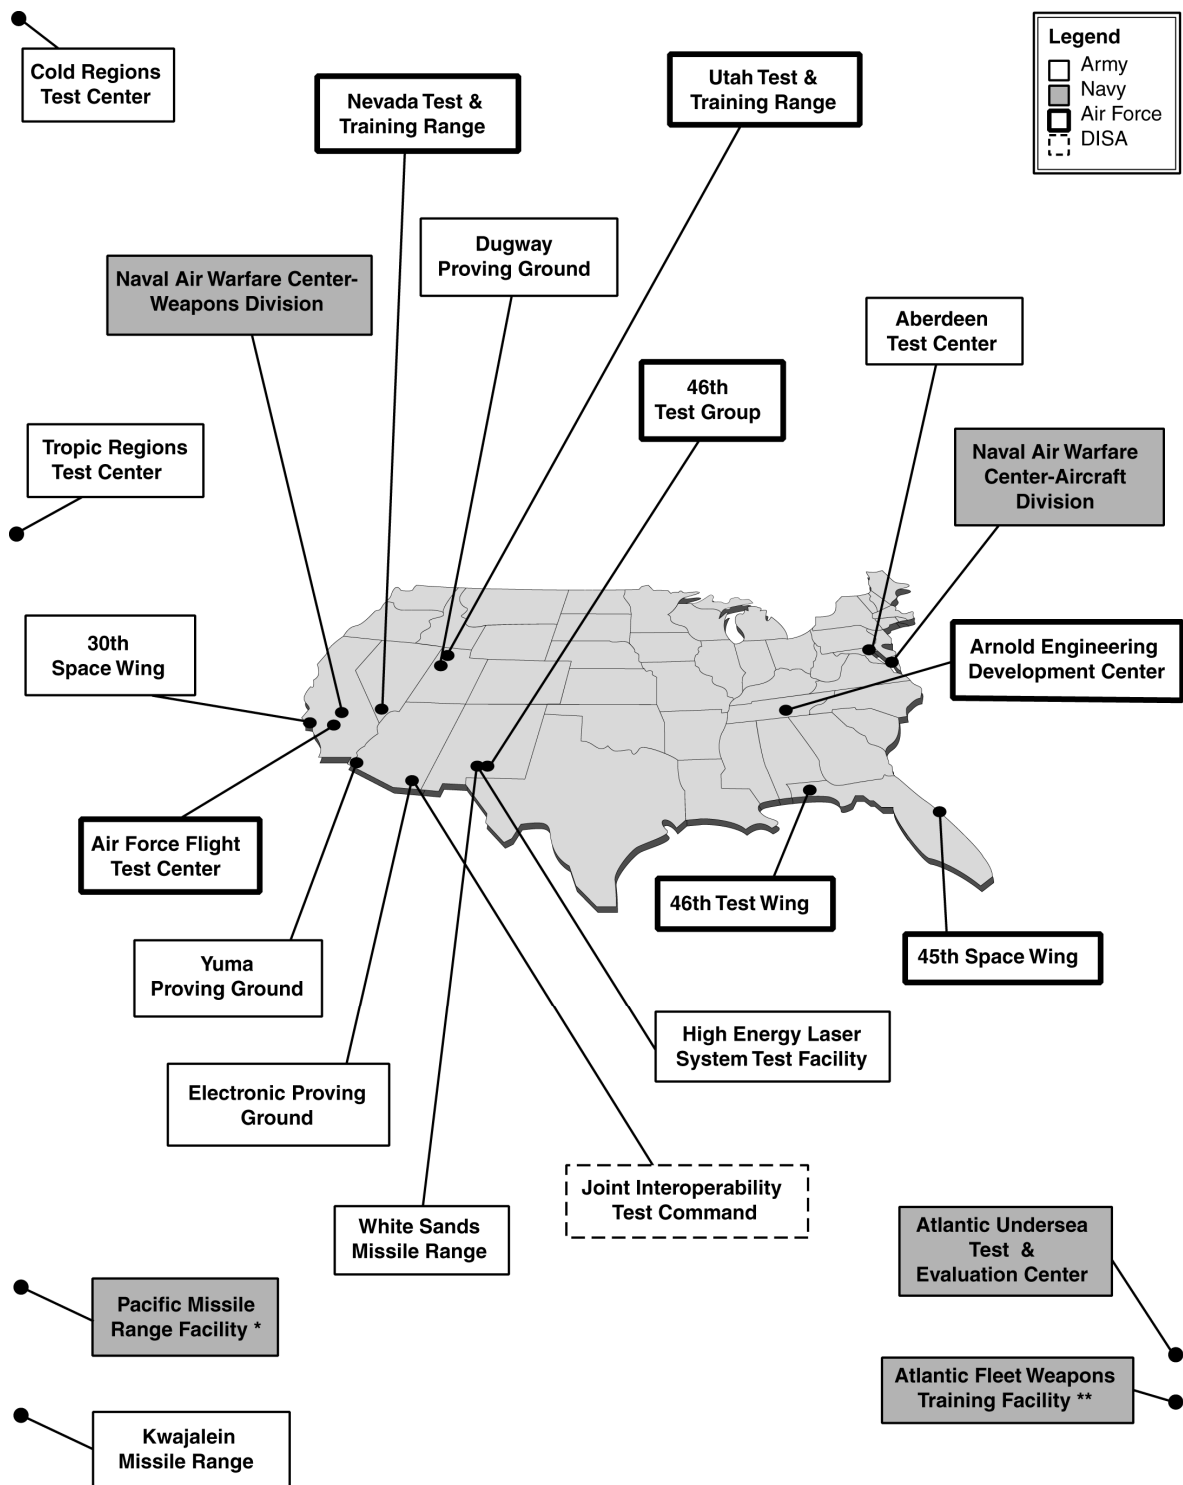 Cold Regions
Test Center
Nevada Test &
Training Range
Utah Test &
Training Range
Legend
Army
Navy
Air Force
DISA
Dugway
Proving Ground
Naval Air Warfare Center-
Weapons Division
Aberdeen
Test Center
46th
Test Group
Tropic Regions
Test Center
Naval Air Warfare
Center-Aircraft
Division
30th
Space Wing
Arnold Engineering
Development Center
Air Force Flight
Test Center
46th Test Wing
45th Space Wing
Yuma
Proving Ground
High Energy Laser
System Test Facility
Electronic Proving
Ground
Joint Interoperability
Test Command
White Sands
Missile Range
Atlantic Undersea
Test &
Evaluation Center
Pacific Missile
Range Facility *
Atlantic Fleet Weapons
Training Facility **
Kwajalein
Missile Range